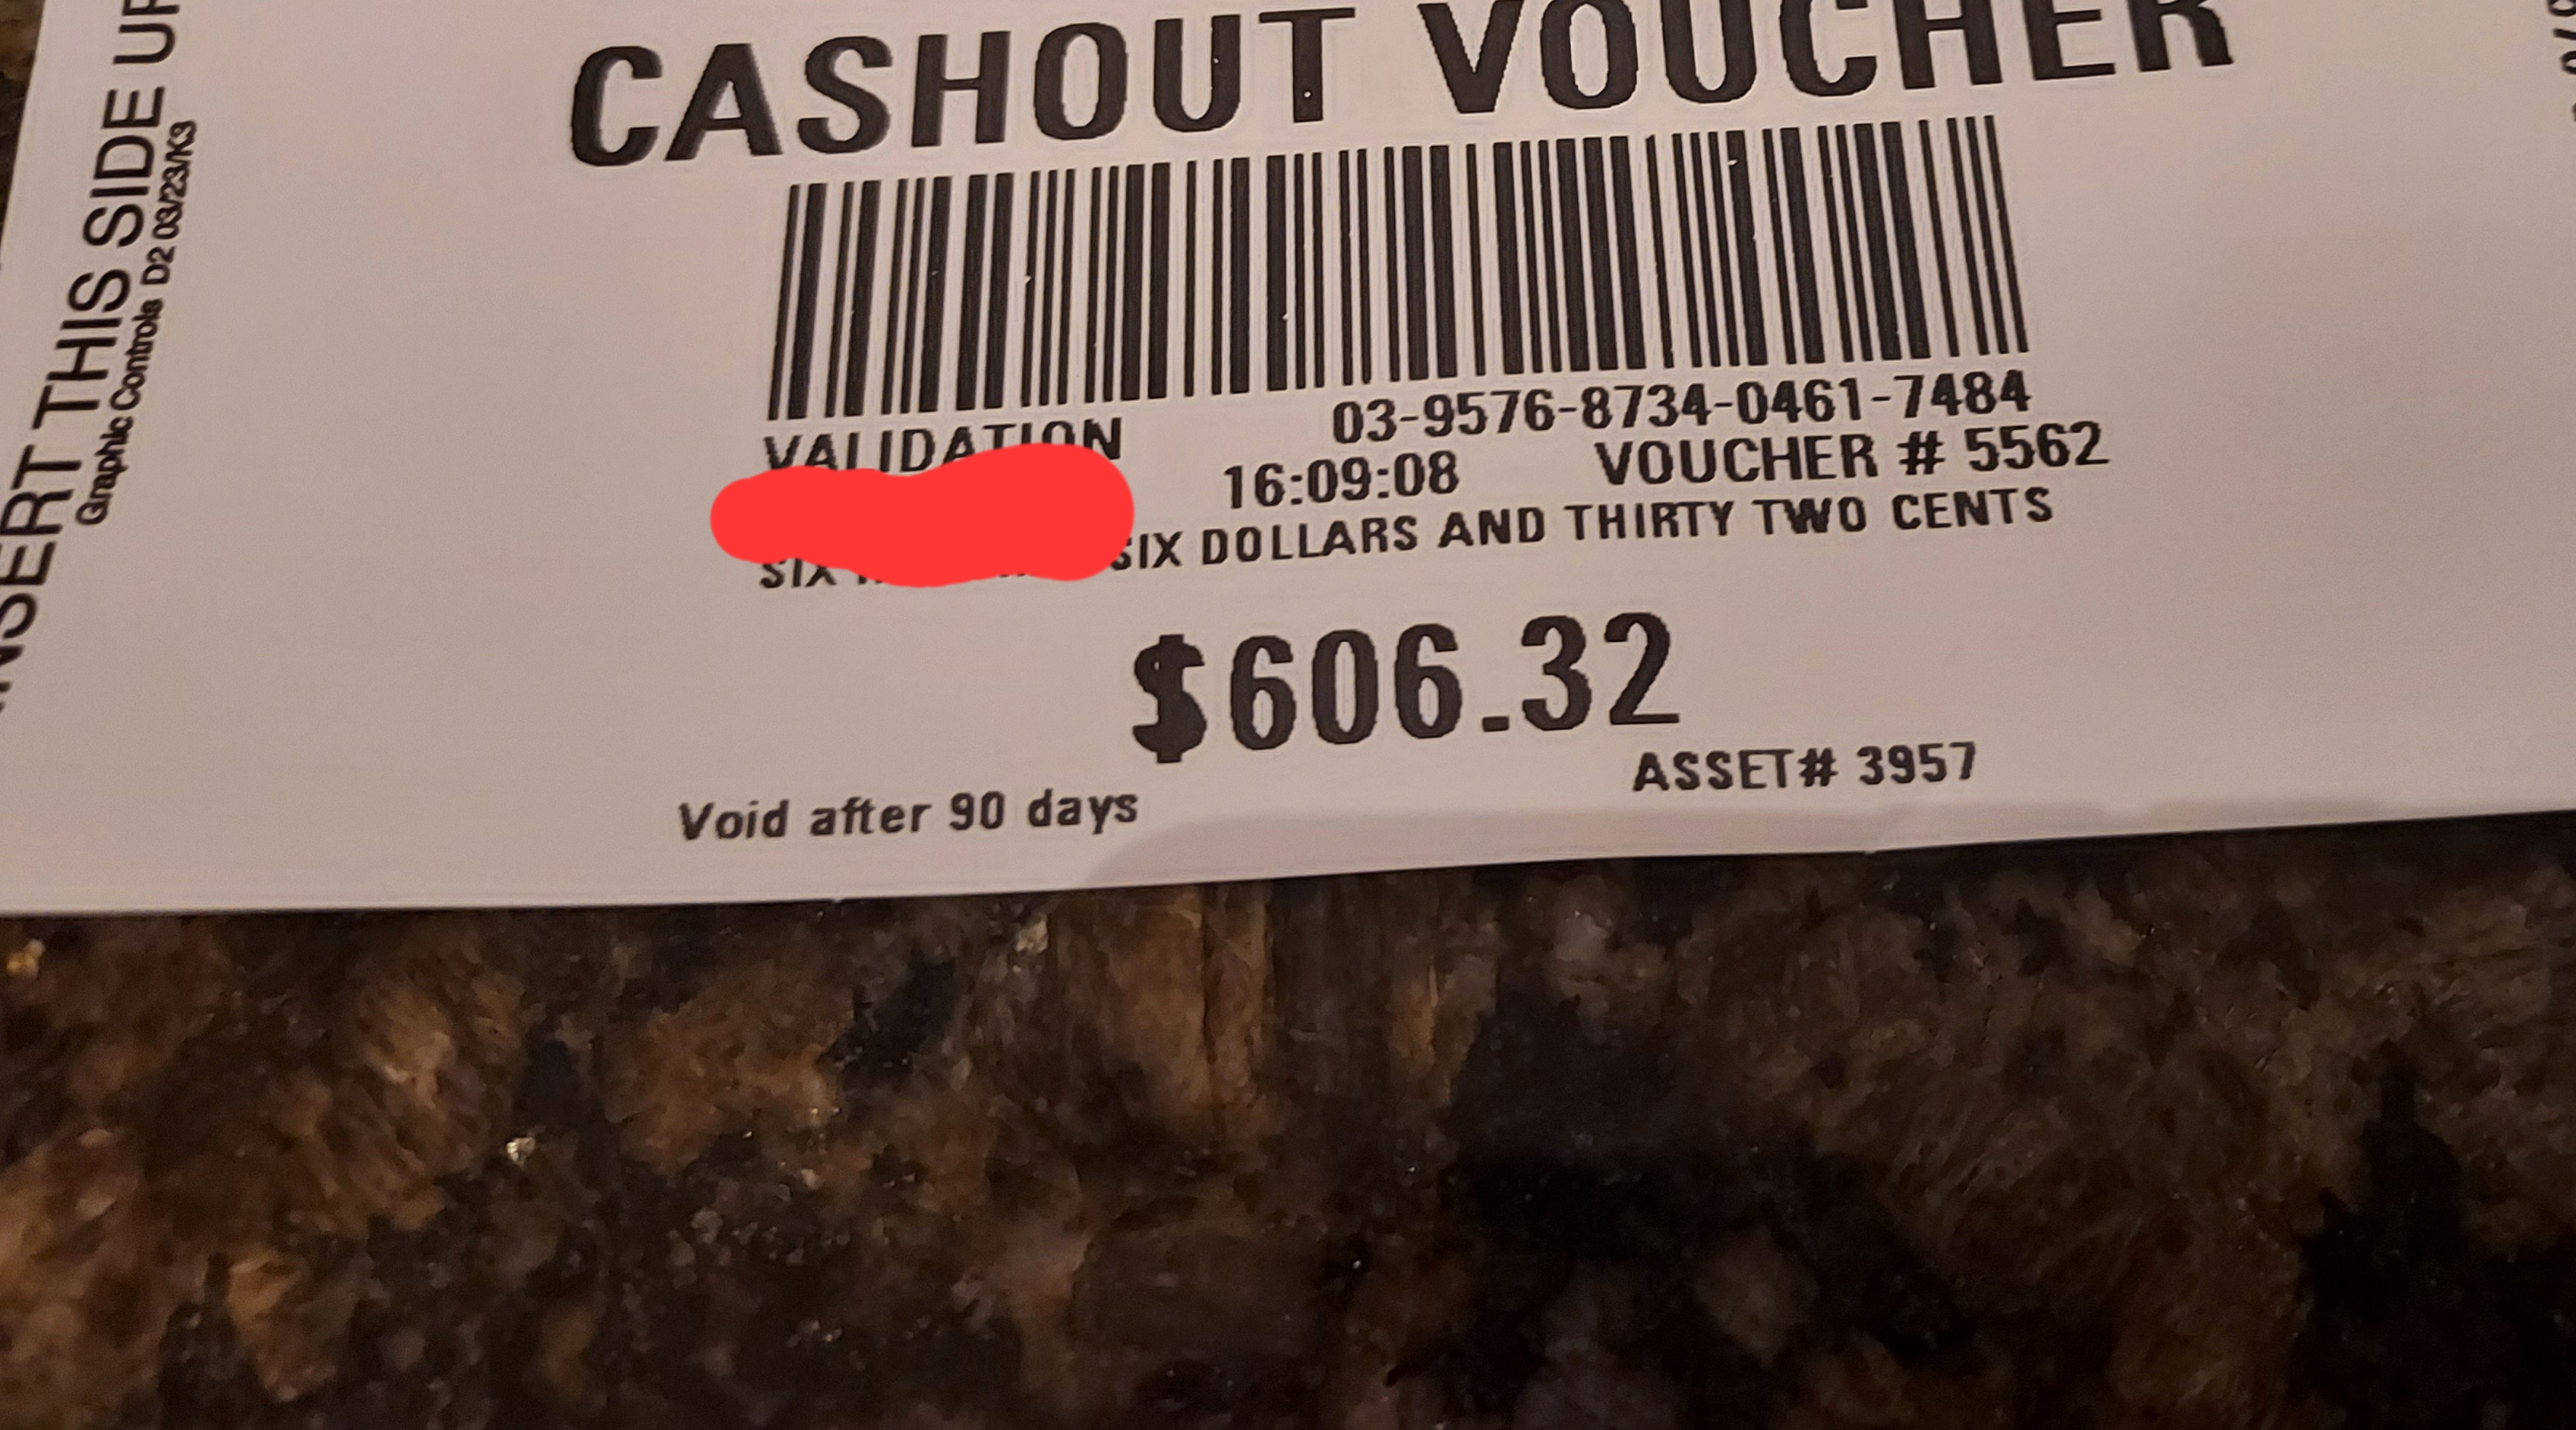 CASHOUT VOUCHER
INSERT THIS SIDE UP
Graphic Controls D2 03/23/K3
VALIDATION 03-9576-8734-0461-7484
16:09:08 VOUCHER # 5562
SIX SIX DOLLARS AND THIRTY TWO CENTS
$606.32
Void after 90 days ASSET# 3957